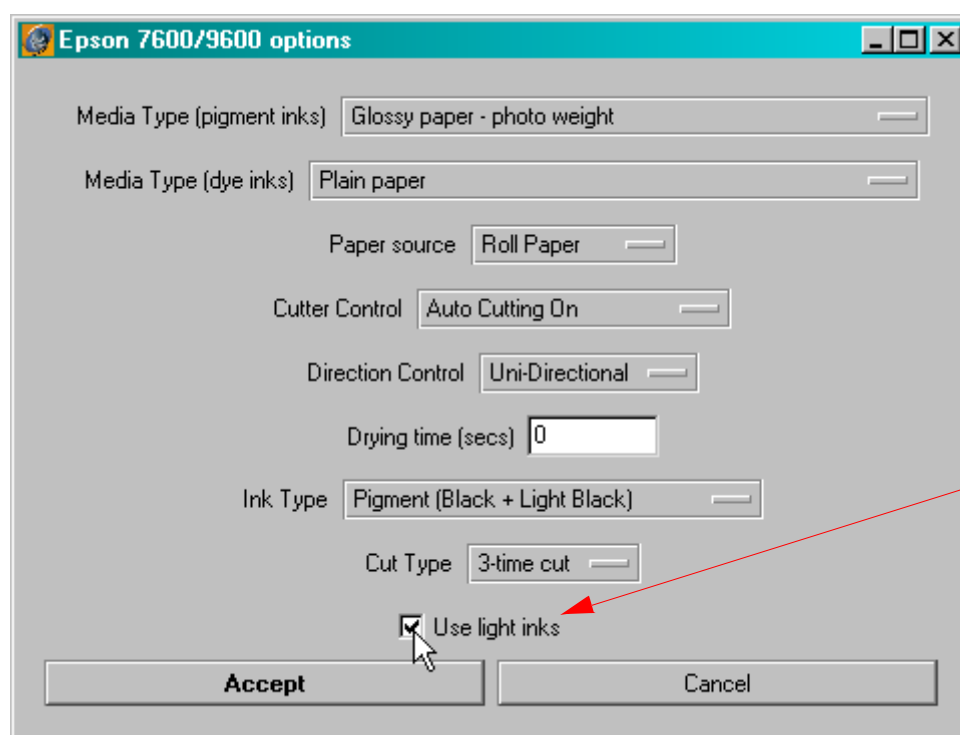 Epson 7600/9600 options
Media Type (pigment inks) Glossy paper - photo weight
Media Type (dye inks) Plain paper
Paper source Roll Paper
Cutter Control Auto Cutting On
Direction Control Uni-Directional
Drying time (secs) 0
Ink Type Pigment (Black + Light Black)
Cut Type 3-time cut
Use light inks
Accept Cancel